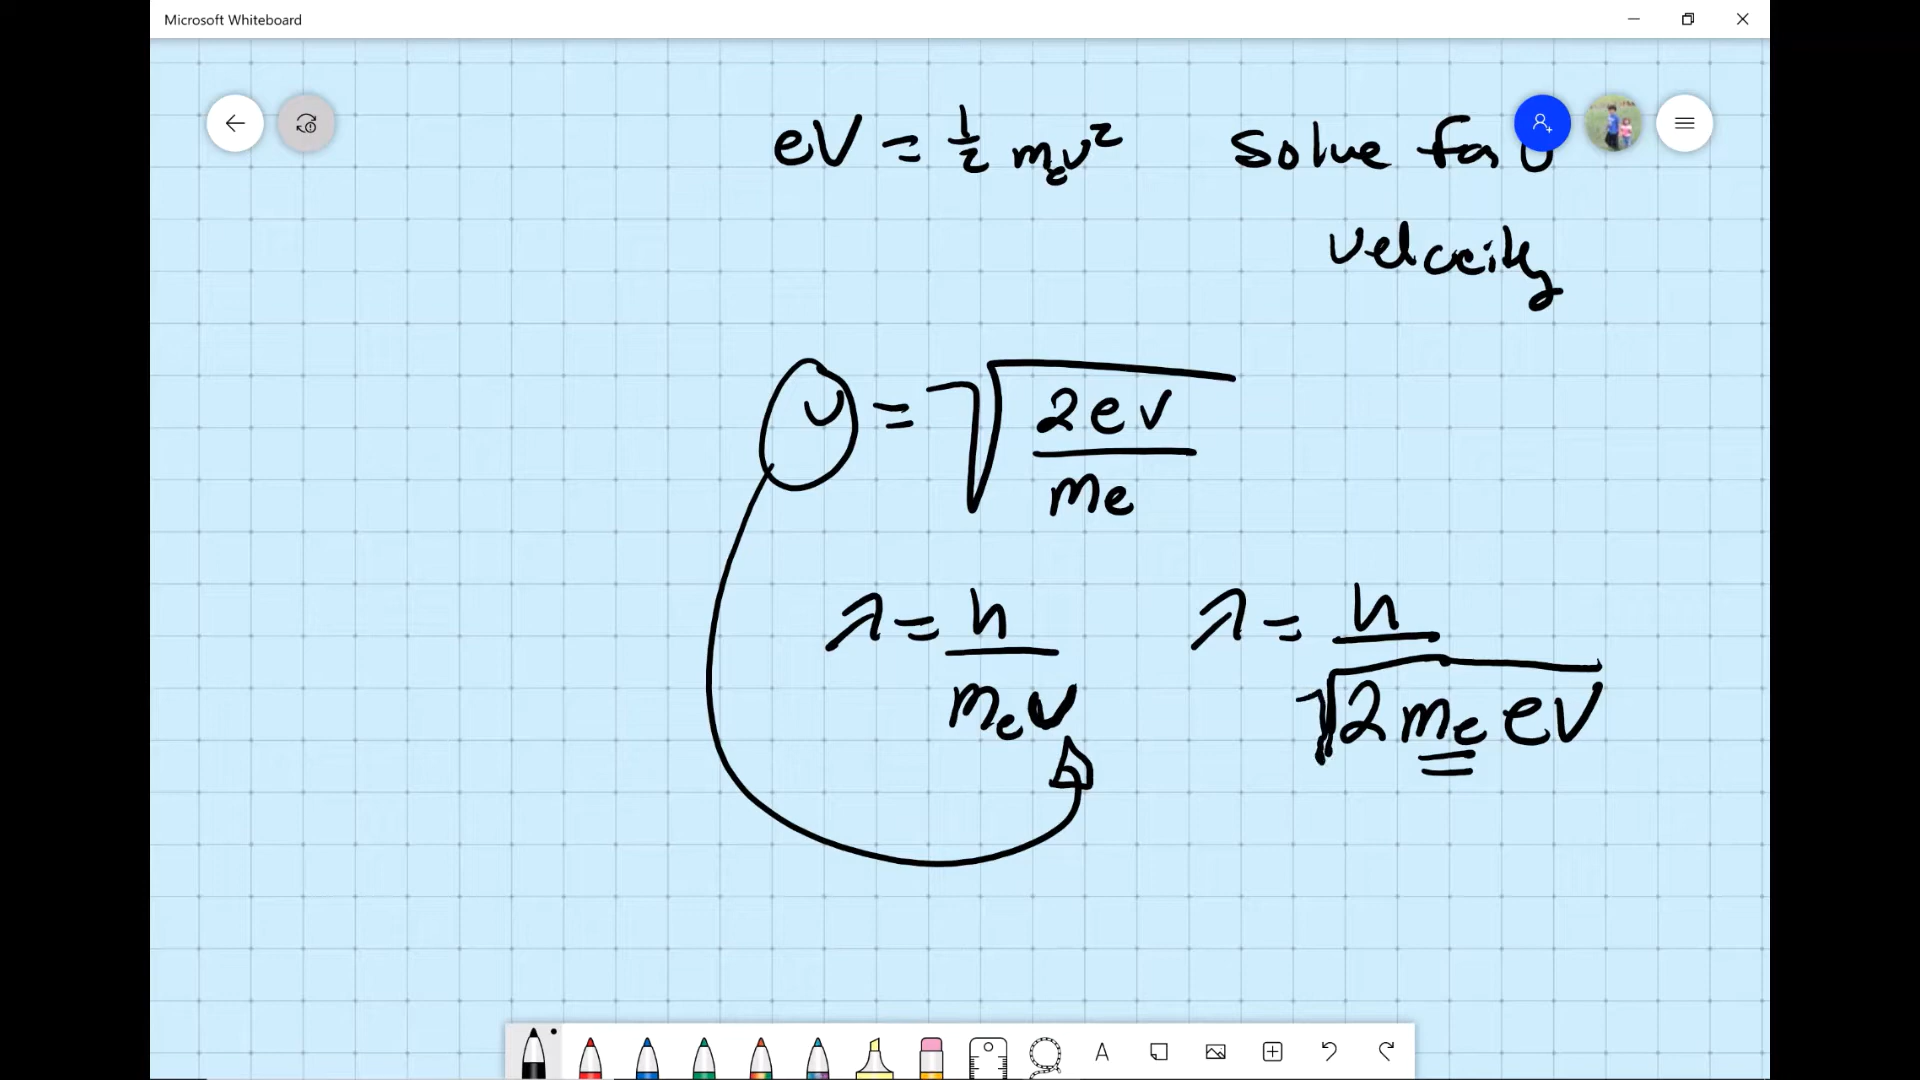 Microsoft Whiteboard
eV = 1/2 mₑv² solve for v
velocity
v = √(2eV/mₑ)
λ = h/mₑv λ = h/√(2mₑeV)
A